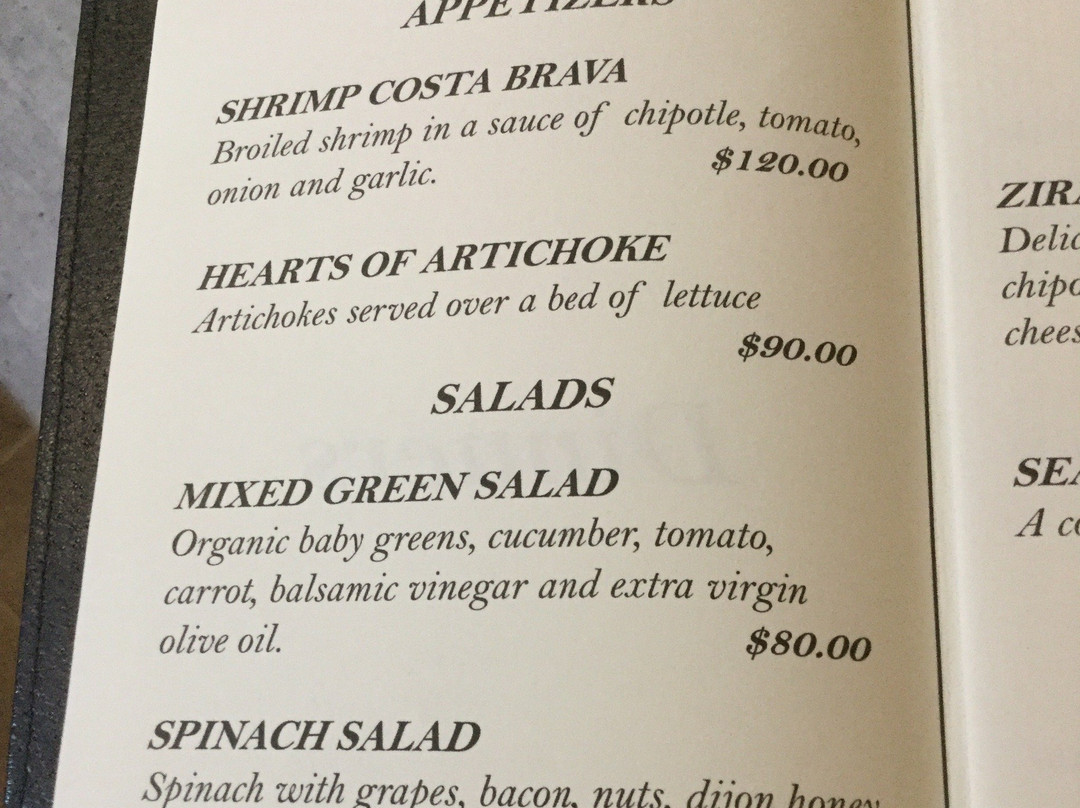 APPETIZERS
SHRIMP COSTA BRAVA
Broiled shrimp in a sauce of chipotle, tomato,
onion and garlic. $120.00
HEARTS OF ARTICHOKE
Artichokes served over a bed of lettuce
$90.00
SALADS
MIXED GREEN SALAD
Organic baby greens, cucumber, tomato,
carrot, balsamic vinegar and extra virgin
olive oil. $80.00
SPINACH SALAD
Spinach with grapes, bacon, nuts, dijon honey
A